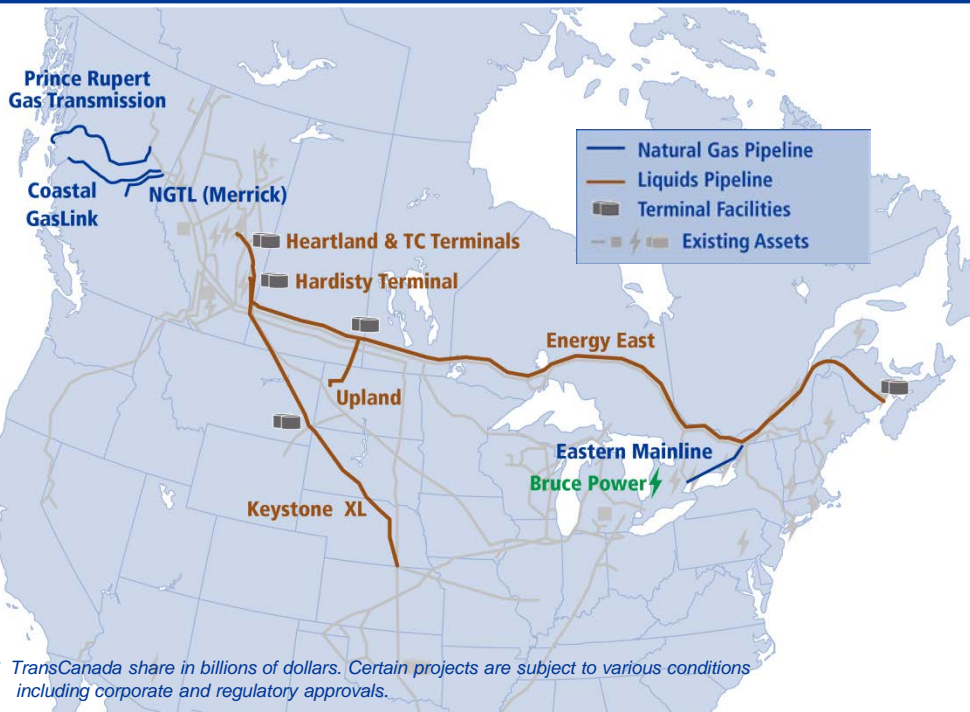 Prince Rupert
Gas Transmission
Coastal
GasLink
NGTL (Merrick)
Natural Gas Pipeline
Liquids Pipeline
Terminal Facilities
Existing Assets
Heartland & TC Terminals
Hardisty Terminal
Energy East
Upland
Eastern Mainline
Bruce Power
Keystone XL
TransCanada share in billions of dollars. Certain projects are subject to various conditions
including corporate and regulatory approvals.